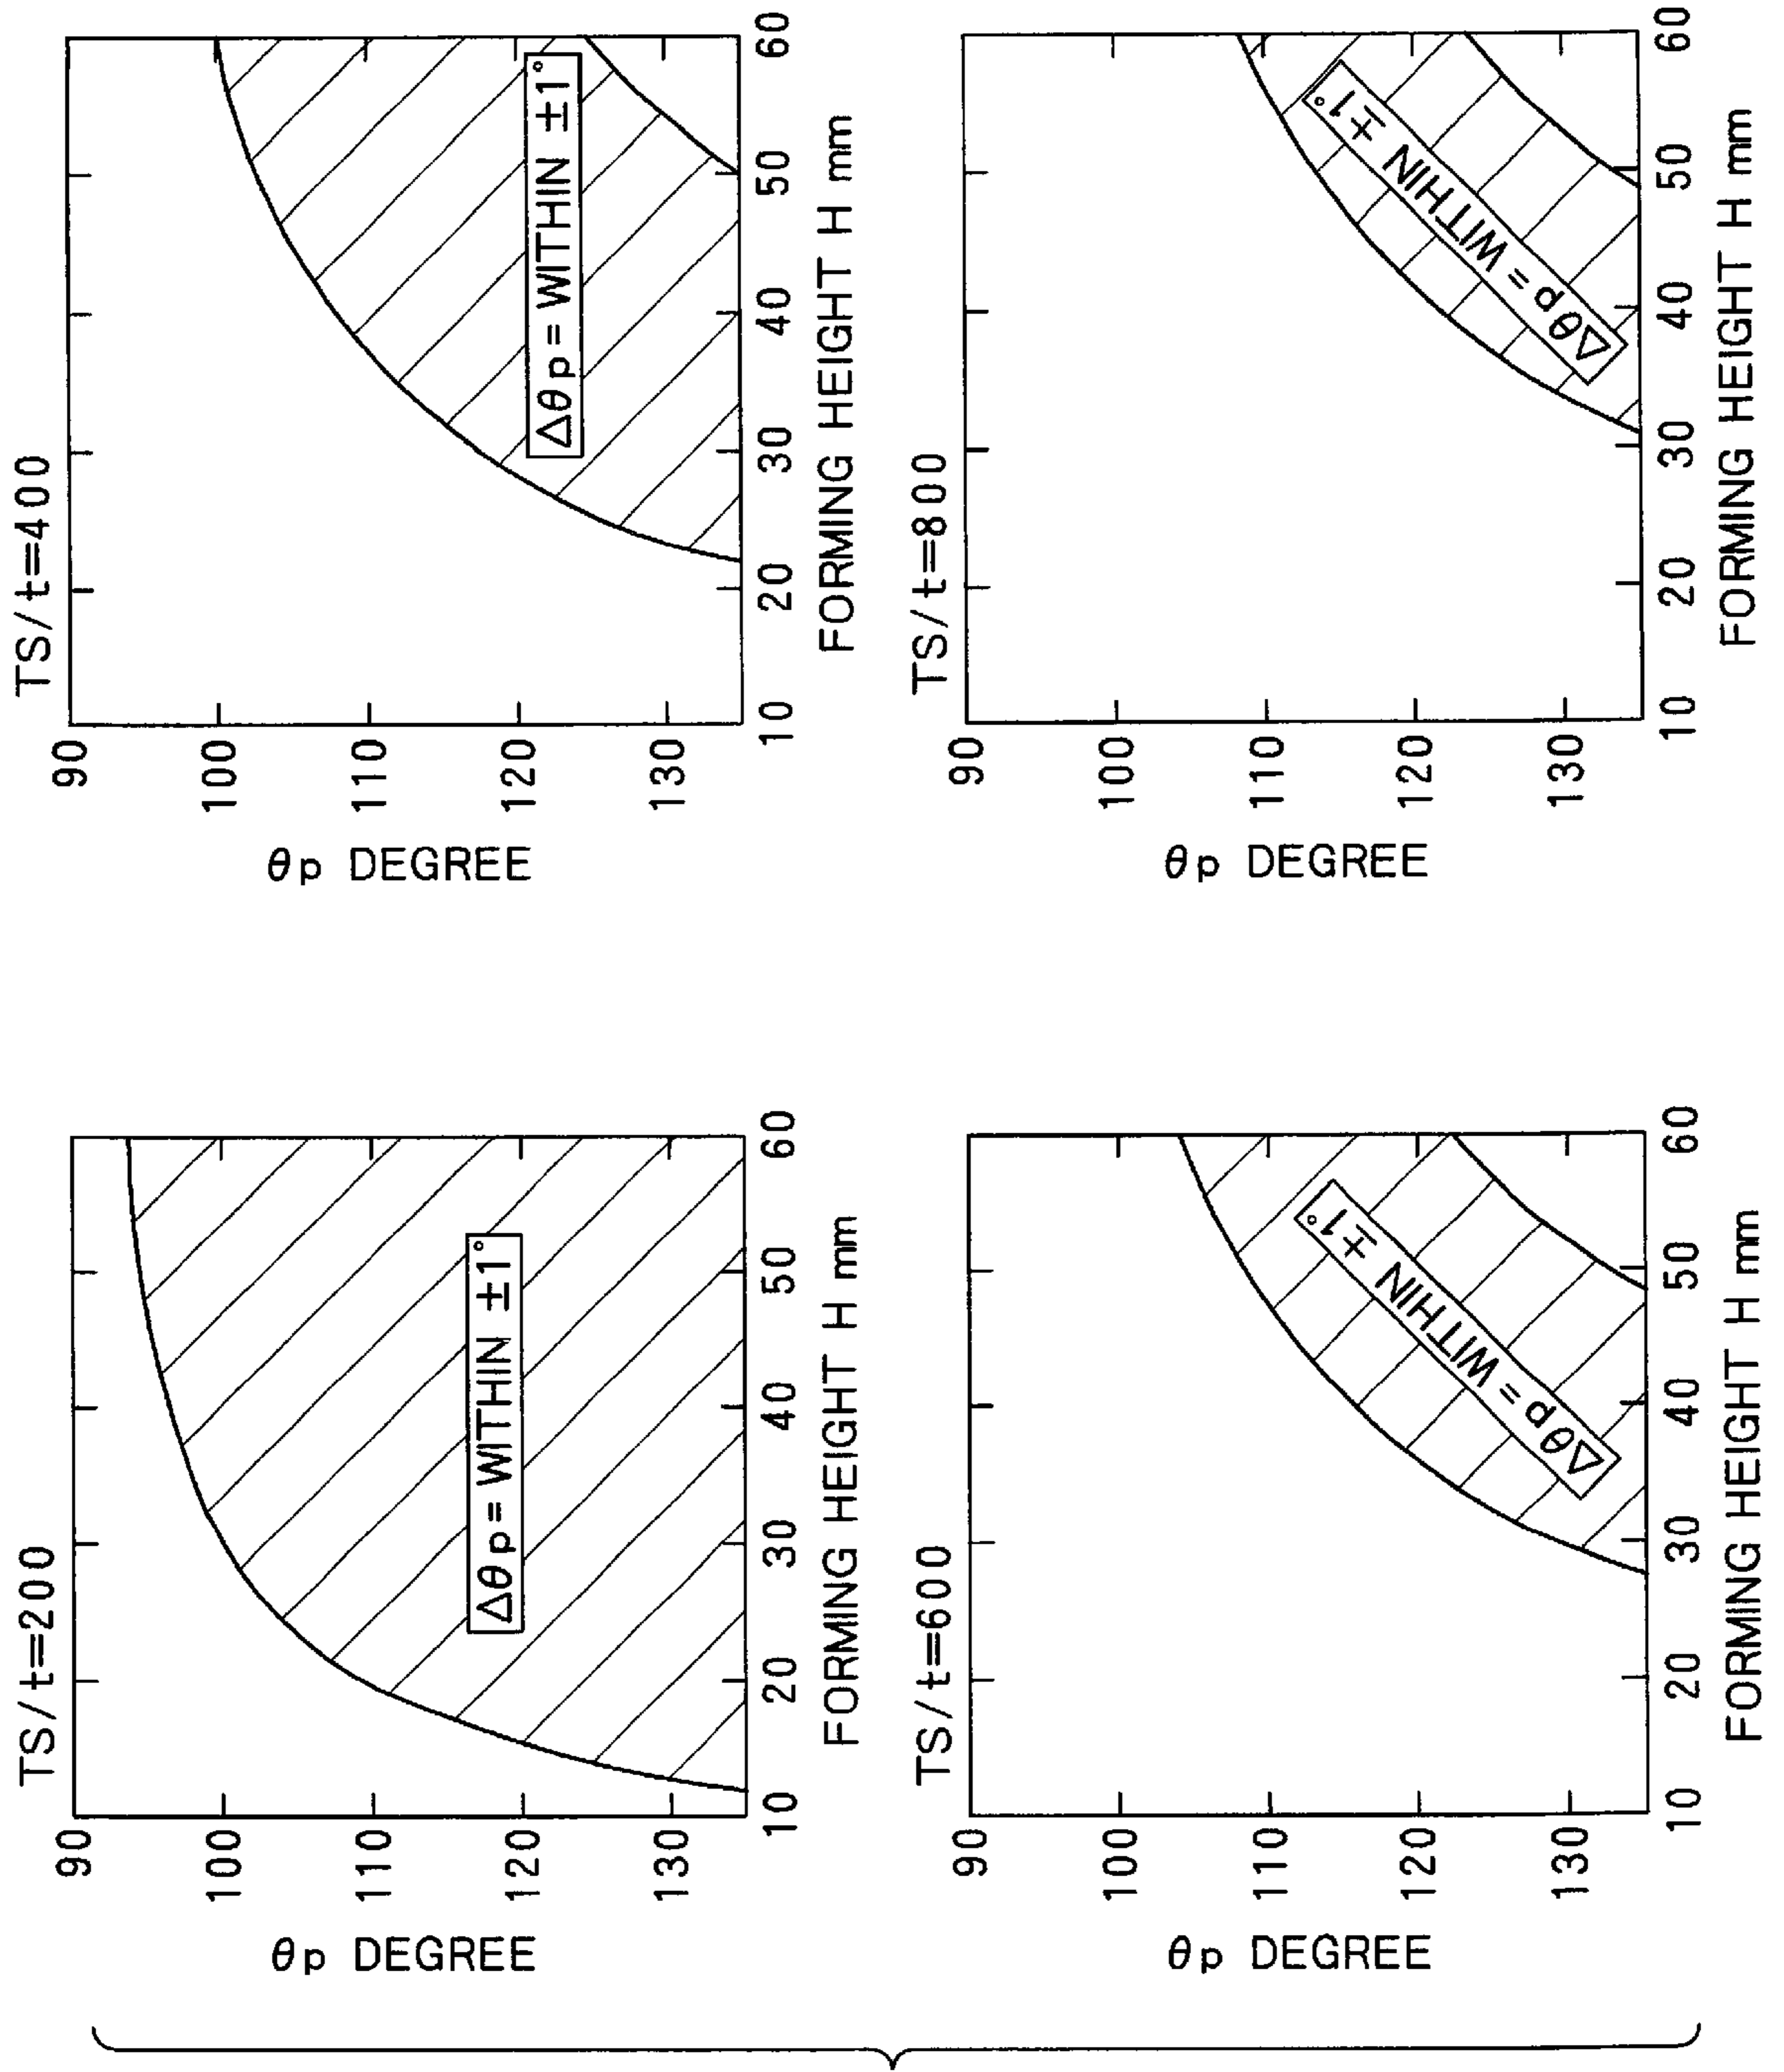 TS/t=200
θp DEGREE
90
100
110
120
130
Δθp= WITHIN ±1°
10 20 30 40 50 60
FORMING HEIGHT H mm
TS/t=400
θp DEGREE
90
100
110
120
130
Δθp= WITHIN ±1°
10 20 30 40 50 60
FORMING HEIGHT H mm
TS/t=600
θp DEGREE
90
100
110
120
130
Δθp= WITHIN ±1°
10 20 30 40 50 60
FORMING HEIGHT H mm
TS/t=800
θp DEGREE
90
100
110
120
130
Δθp= WITHIN ±1°
10 20 30 40 50 60
FORMING HEIGHT H mm